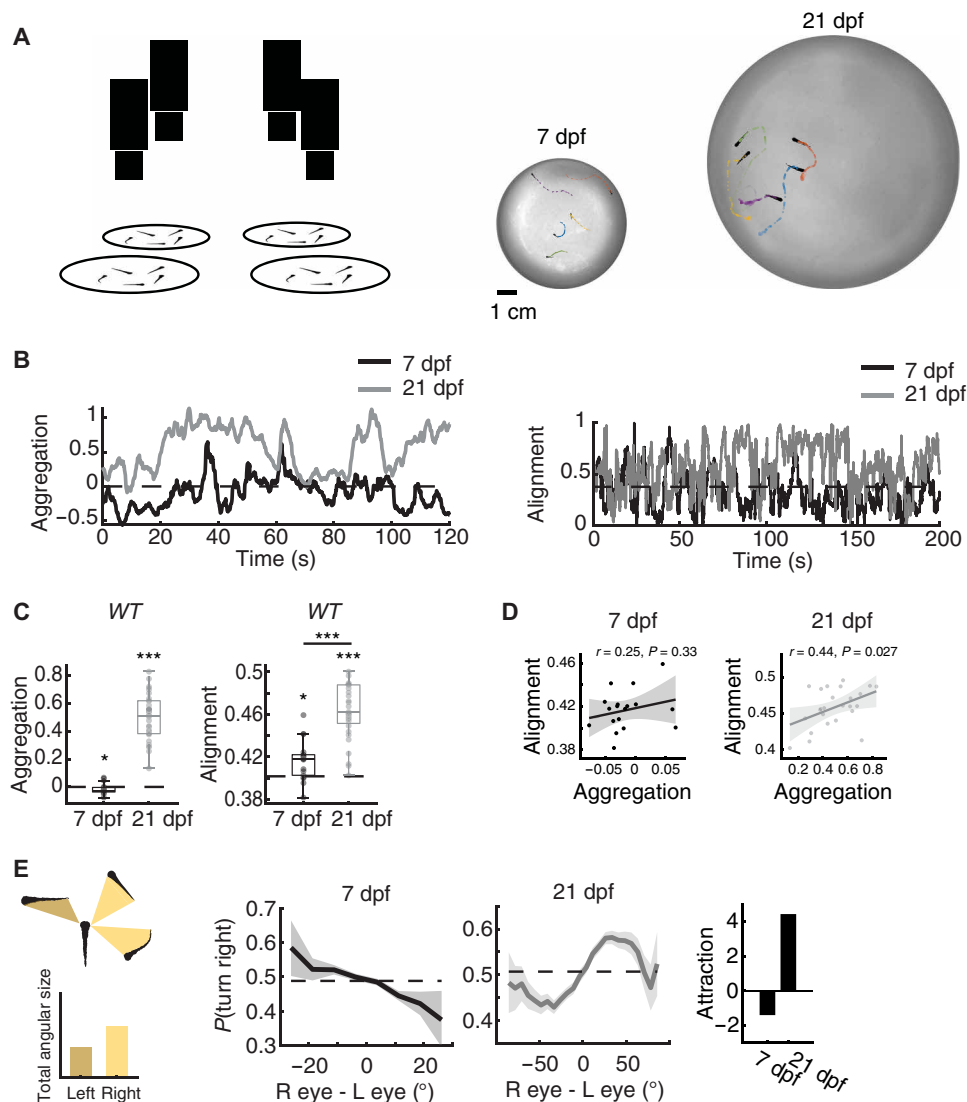 A
7 dpf
21 dpf
1 cm
B
7 dpf
21 dpf
Aggregation
1
0.5
0
−0.5
0 20 40 60 80 100 120
Time (s)
7 dpf
21 dpf
Alignment
1
0.5
0
0 50 100 150 200
Time (s)
C
WT
Aggregation
0.8
0.6
0.4
0.2
0
*
***
7 dpf 21 dpf
WT
***
Alignment
0.50
0.46
0.42
0.38
*
***
7 dpf 21 dpf
D
7 dpf
r = 0.25, P = 0.33
Alignment
0.46
0.42
0.38
−0.05 0 0.05
Aggregation
21 dpf
r = 0.44, P = 0.027
Alignment
0.5
0.45
0.4
0.2 0.4 0.6 0.8
Aggregation
E
Total angular size
Left Right
7 dpf
P(turn right)
0.7
0.6
0.5
0.4
0.3
−20 0 20
R eye - L eye (°)
21 dpf
0.6
0.5
0.4
−50 0 50
R eye - L eye (°)
Attraction
4
2
0
−2
7 dpf
21 dpf